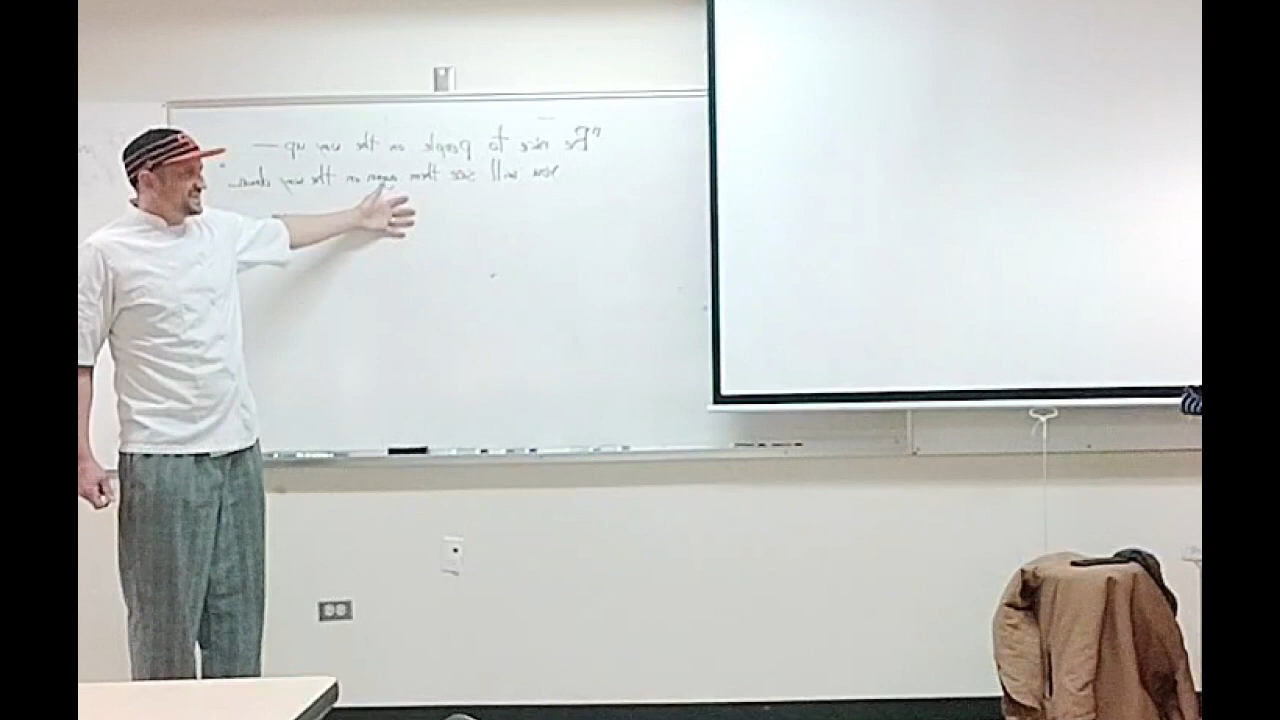 "Be nice to people on the way up —
you will see them again on the way down."